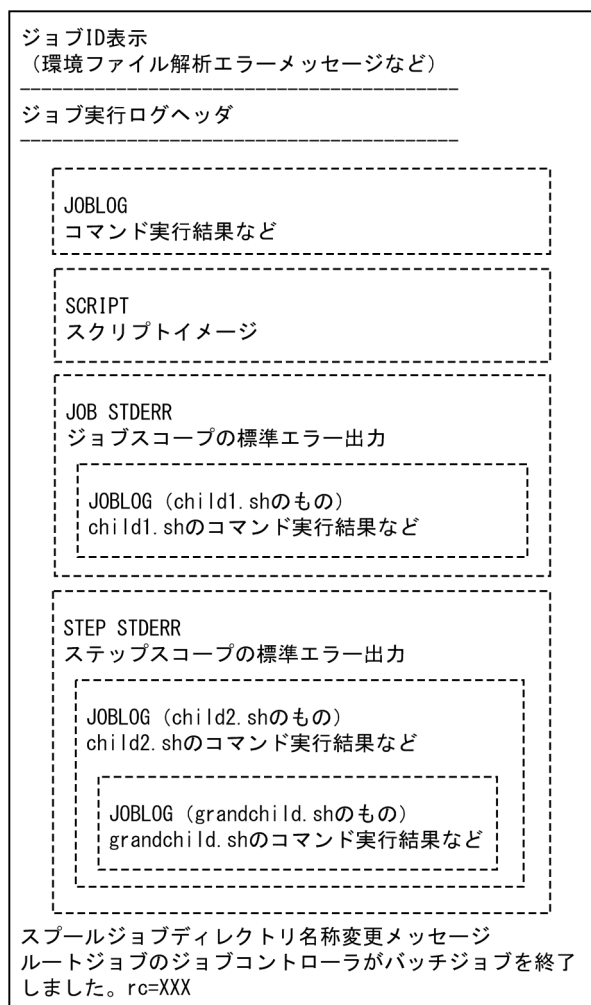 ジョブID表示
（環境ファイル解析エラーメッセージなど）
ジョブ実行ログヘッダ
JOBLOG
コマンド実行結果など
SCRIPT
スクリプトイメージ
JOB STDERR
ジョブスコープの標準エラー出力
JOBLOG（child1.shのもの）
child1.shのコマンド実行結果など
STEP STDERR
ステップスコープの標準エラー出力
JOBLOG（child2.shのもの）
child2.shのコマンド実行結果など
JOBLOG（grandchild.shのもの）
grandchild.shのコマンド実行結果など
スプールジョブディレクトリ名称変更メッセージ
ルートジョブのジョブコントローラがバッチジョブを終了
しました。rc=XXX